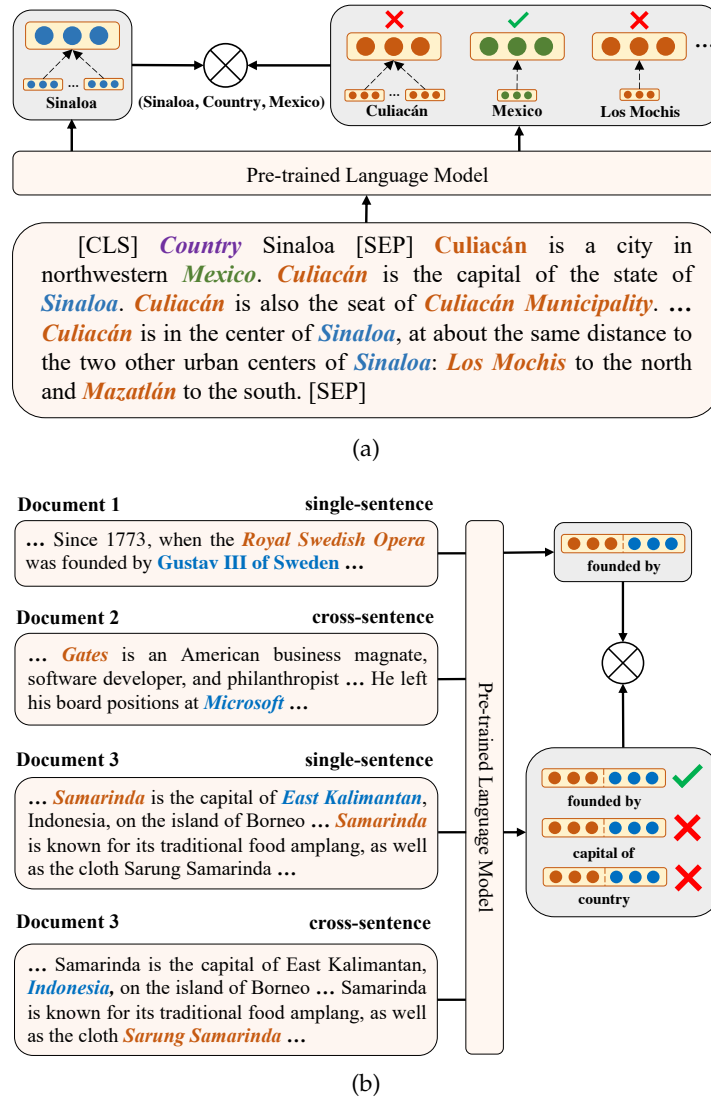 Sinaloa
(Sinaloa, Country, Mexico)
Culiacán
Mexico
Los Mochis
...
Pre-trained Language Model
[CLS] Country Sinaloa [SEP] Culiacán is a city in
northwestern Mexico. Culiacán is the capital of the state of
Sinaloa. Culiacán is also the seat of Culiacán Municipality. ...
Culiacán is in the center of Sinaloa, at about the same distance to
the two other urban centers of Sinaloa: Los Mochis to the north
and Mazatlán to the south. [SEP]
(a)
Document 1 single-sentence
... Since 1773, when the Royal Swedish Opera
was founded by Gustav III of Sweden ...
Document 2 cross-sentence
... Gates is an American business magnate,
software developer, and philanthropist ... He left
his board positions at Microsoft ...
Document 3 single-sentence
... Samarinda is the capital of East Kalimantan,
Indonesia, on the island of Borneo ... Samarinda
is known for its traditional food amplang, as well
as the cloth Sarung Samarinda ...
Document 3 cross-sentence
... Samarinda is the capital of East Kalimantan,
Indonesia, on the island of Borneo ... Samarinda
is known for its traditional food amplang, as well
as the cloth Sarung Samarinda ...
Pre-trained Language Model
founded by
founded by
capital of
country
(b)